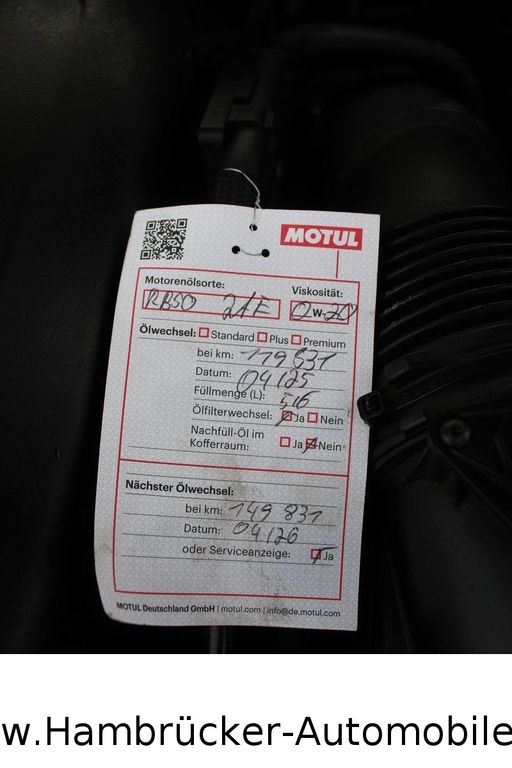 MOTUL
Motorenölsorte: Viskosität:
RBSO 21E 0W-20
Ölwechsel: Standard Plus Premium
bei km: 119 831
Datum: 04/25
Füllmenge (L): 5,6
Ölfilterwechsel: Ja Nein
Nachfüll-Öl im
Kofferraum: Ja Nein
Nächster Ölwechsel:
bei km: 149 831
Datum: 04/26
oder Serviceanzeige: Ja
MOTUL Deutschland GmbH | motul.com | info@de.motul.com
w.Hambrücker-Automobile